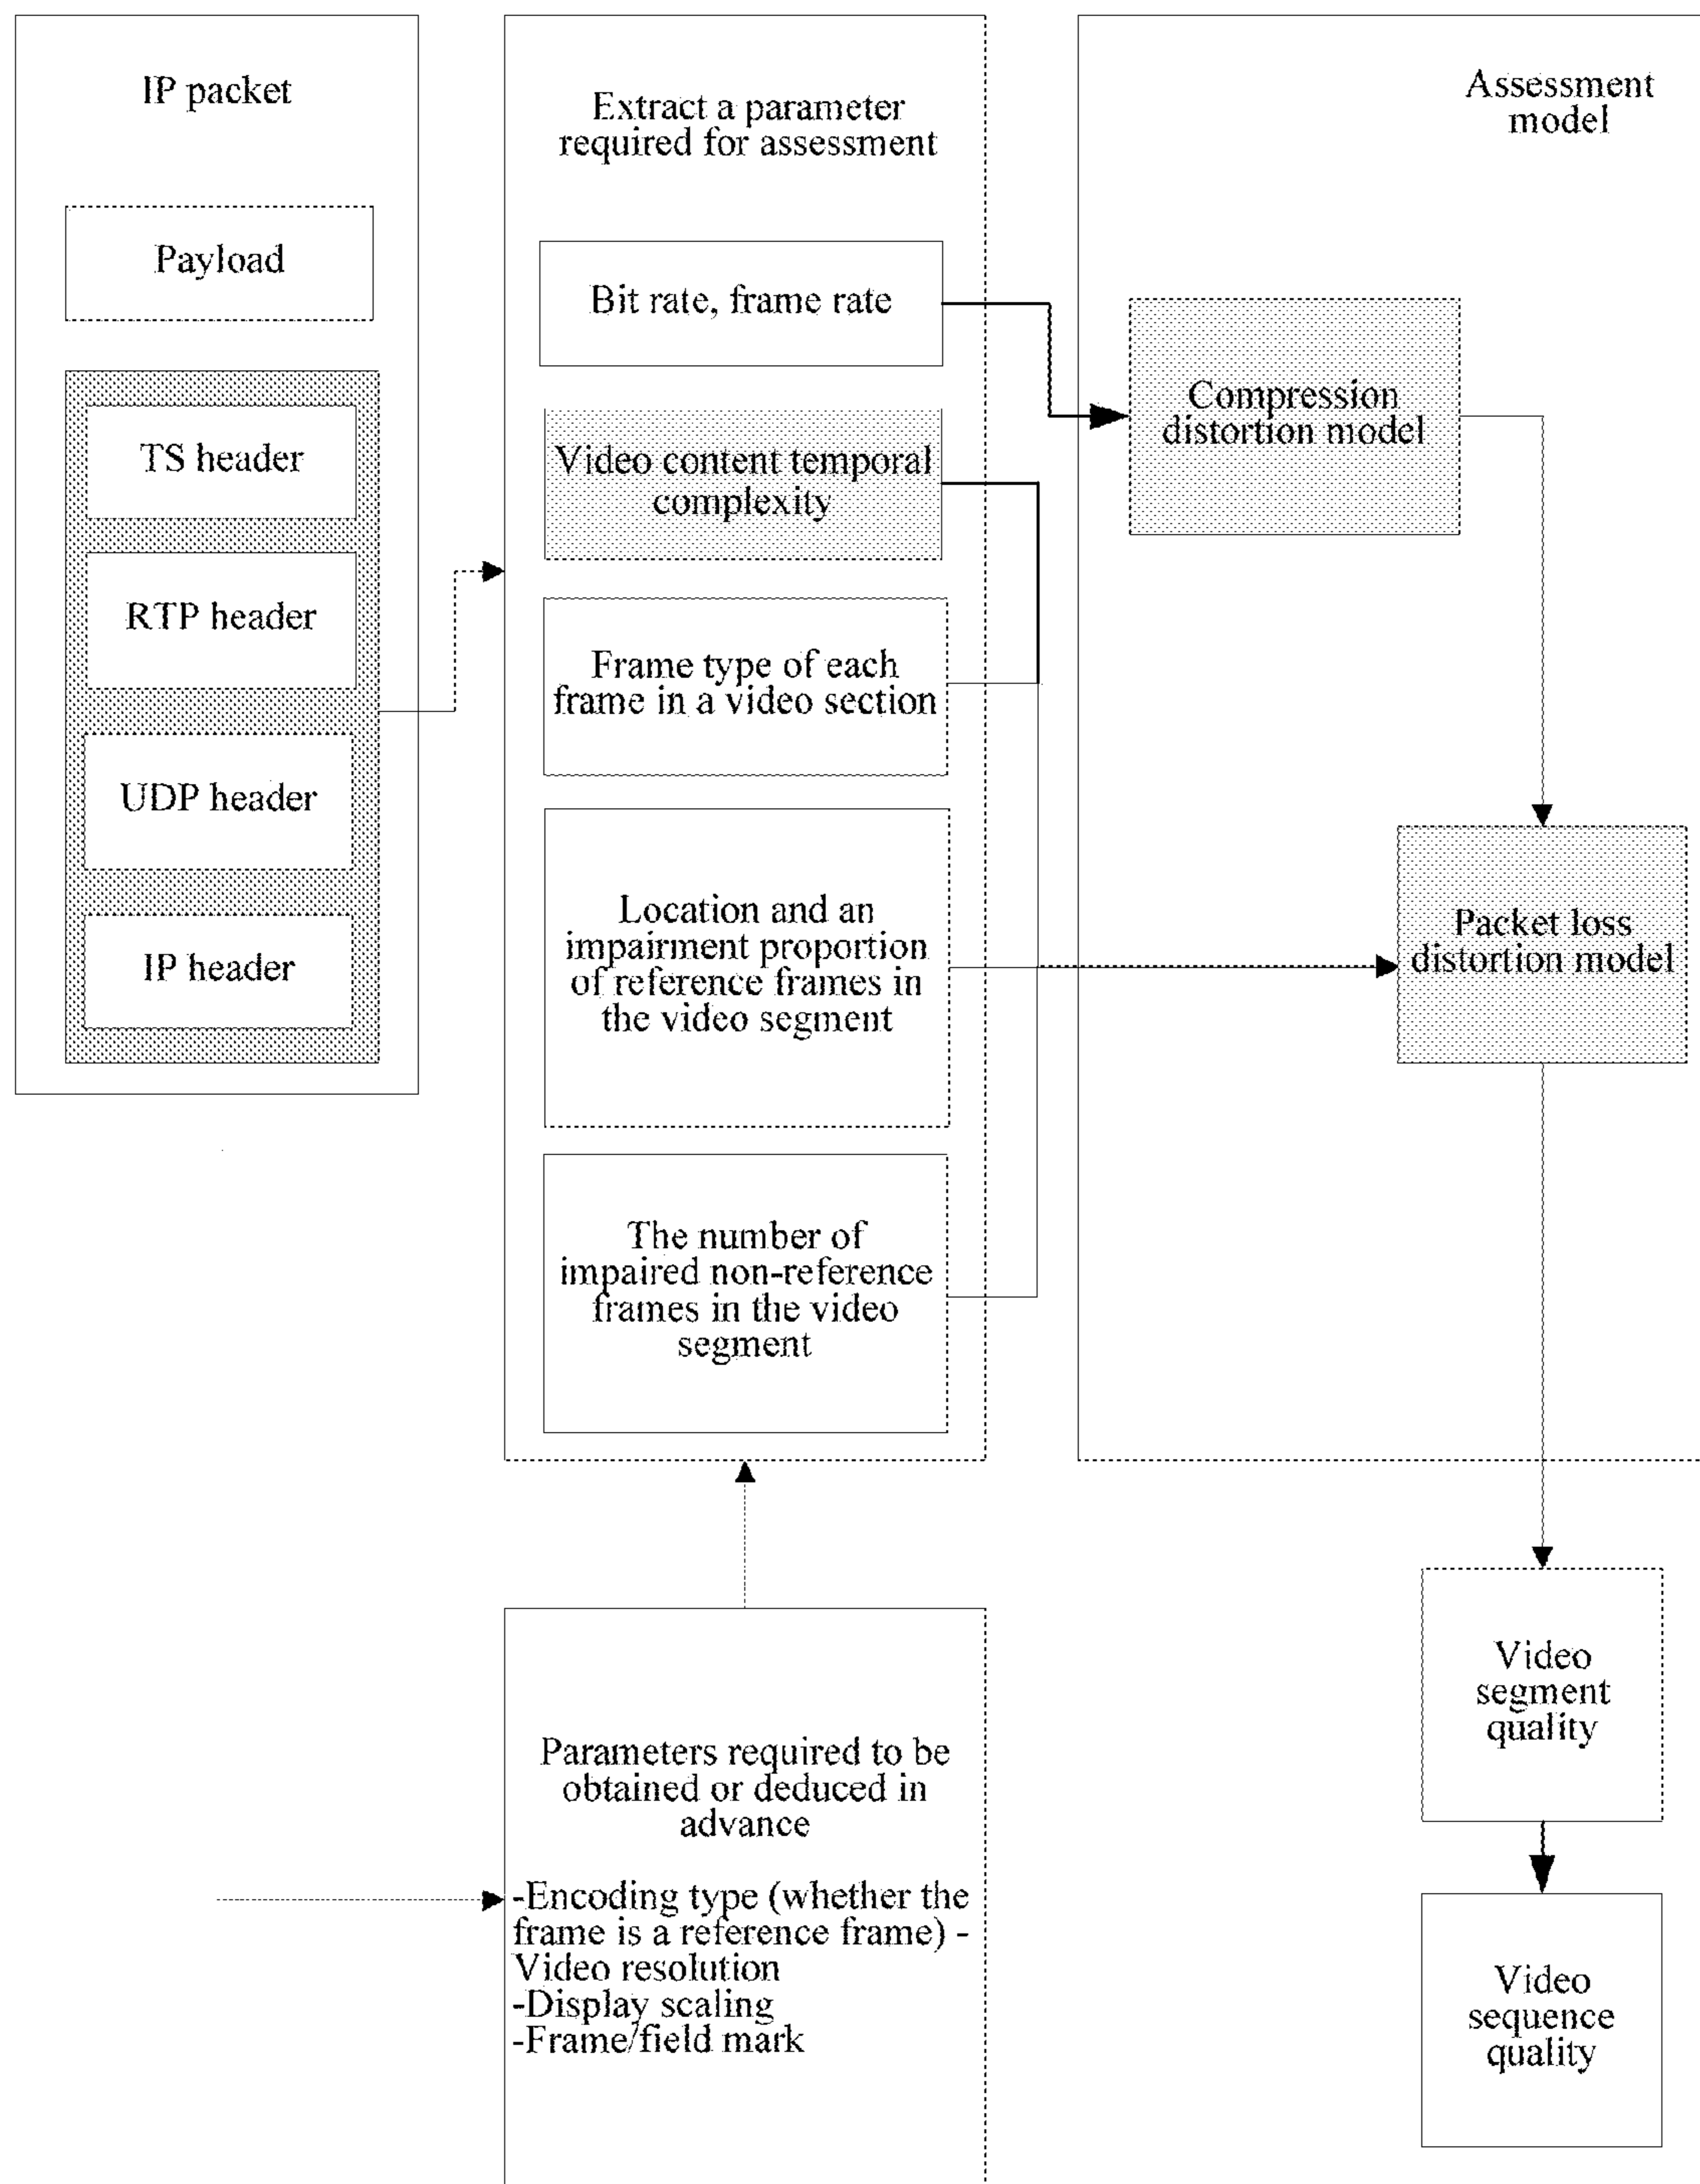 IP packet
Payload
TS header
RTP header
UDP header
IP header
Extract a parameter
required for assessment
Bit rate, frame rate
Video content temporal
complexity
Frame type of each
frame in a video section
Location and an
impairment proportion
of reference frames in
the video segment
The number of
impaired non-reference
frames in the video
segment
Parameters required to be
obtained or deduced in
advance
-Encoding type (whether the
frame is a reference frame) -
Video resolution
-Display scaling
-Frame/field mark
Assessment
model
Compression
distortion model
Packet loss
distortion model
Video
segment
quality
Video
sequence
quality